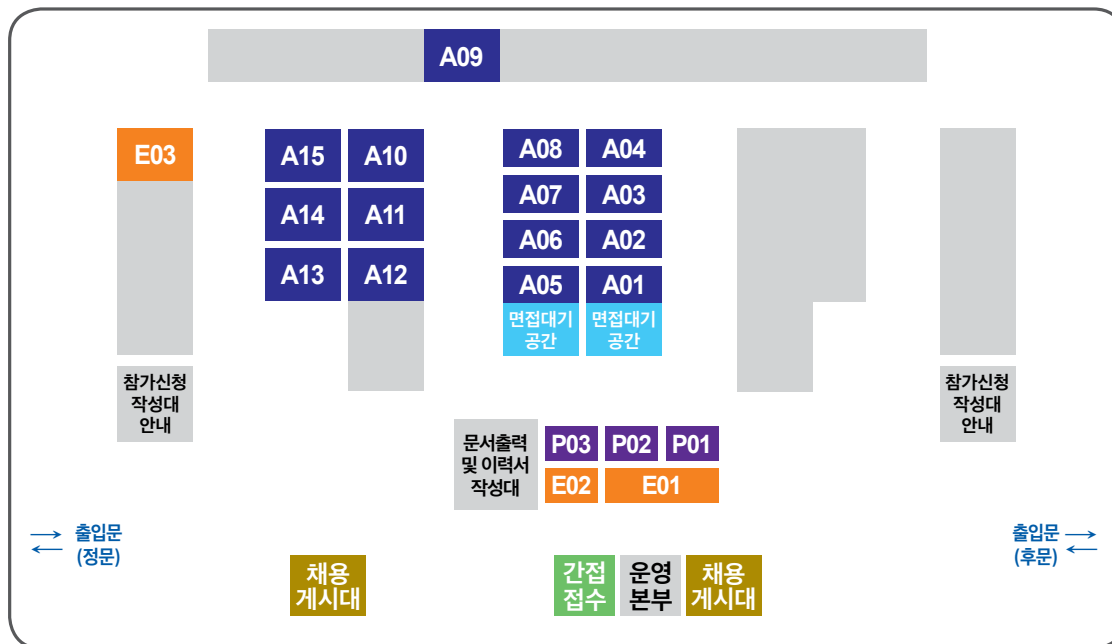 A09
E03
A15
A10
A08
A04
A07
A03
A14
A11
A06
A02
A13
A12
A05
A01
면접대기
공간
면접대기
공간
참가신청
작성대
안내
참가신청
작성대
안내
문서출력
및 이력서
작성대
P03
P02
P01
E02
E01
출입문
(정문)
출입문
(후문)
채용
게시대
간접
접수
운영
본부
채용
게시대